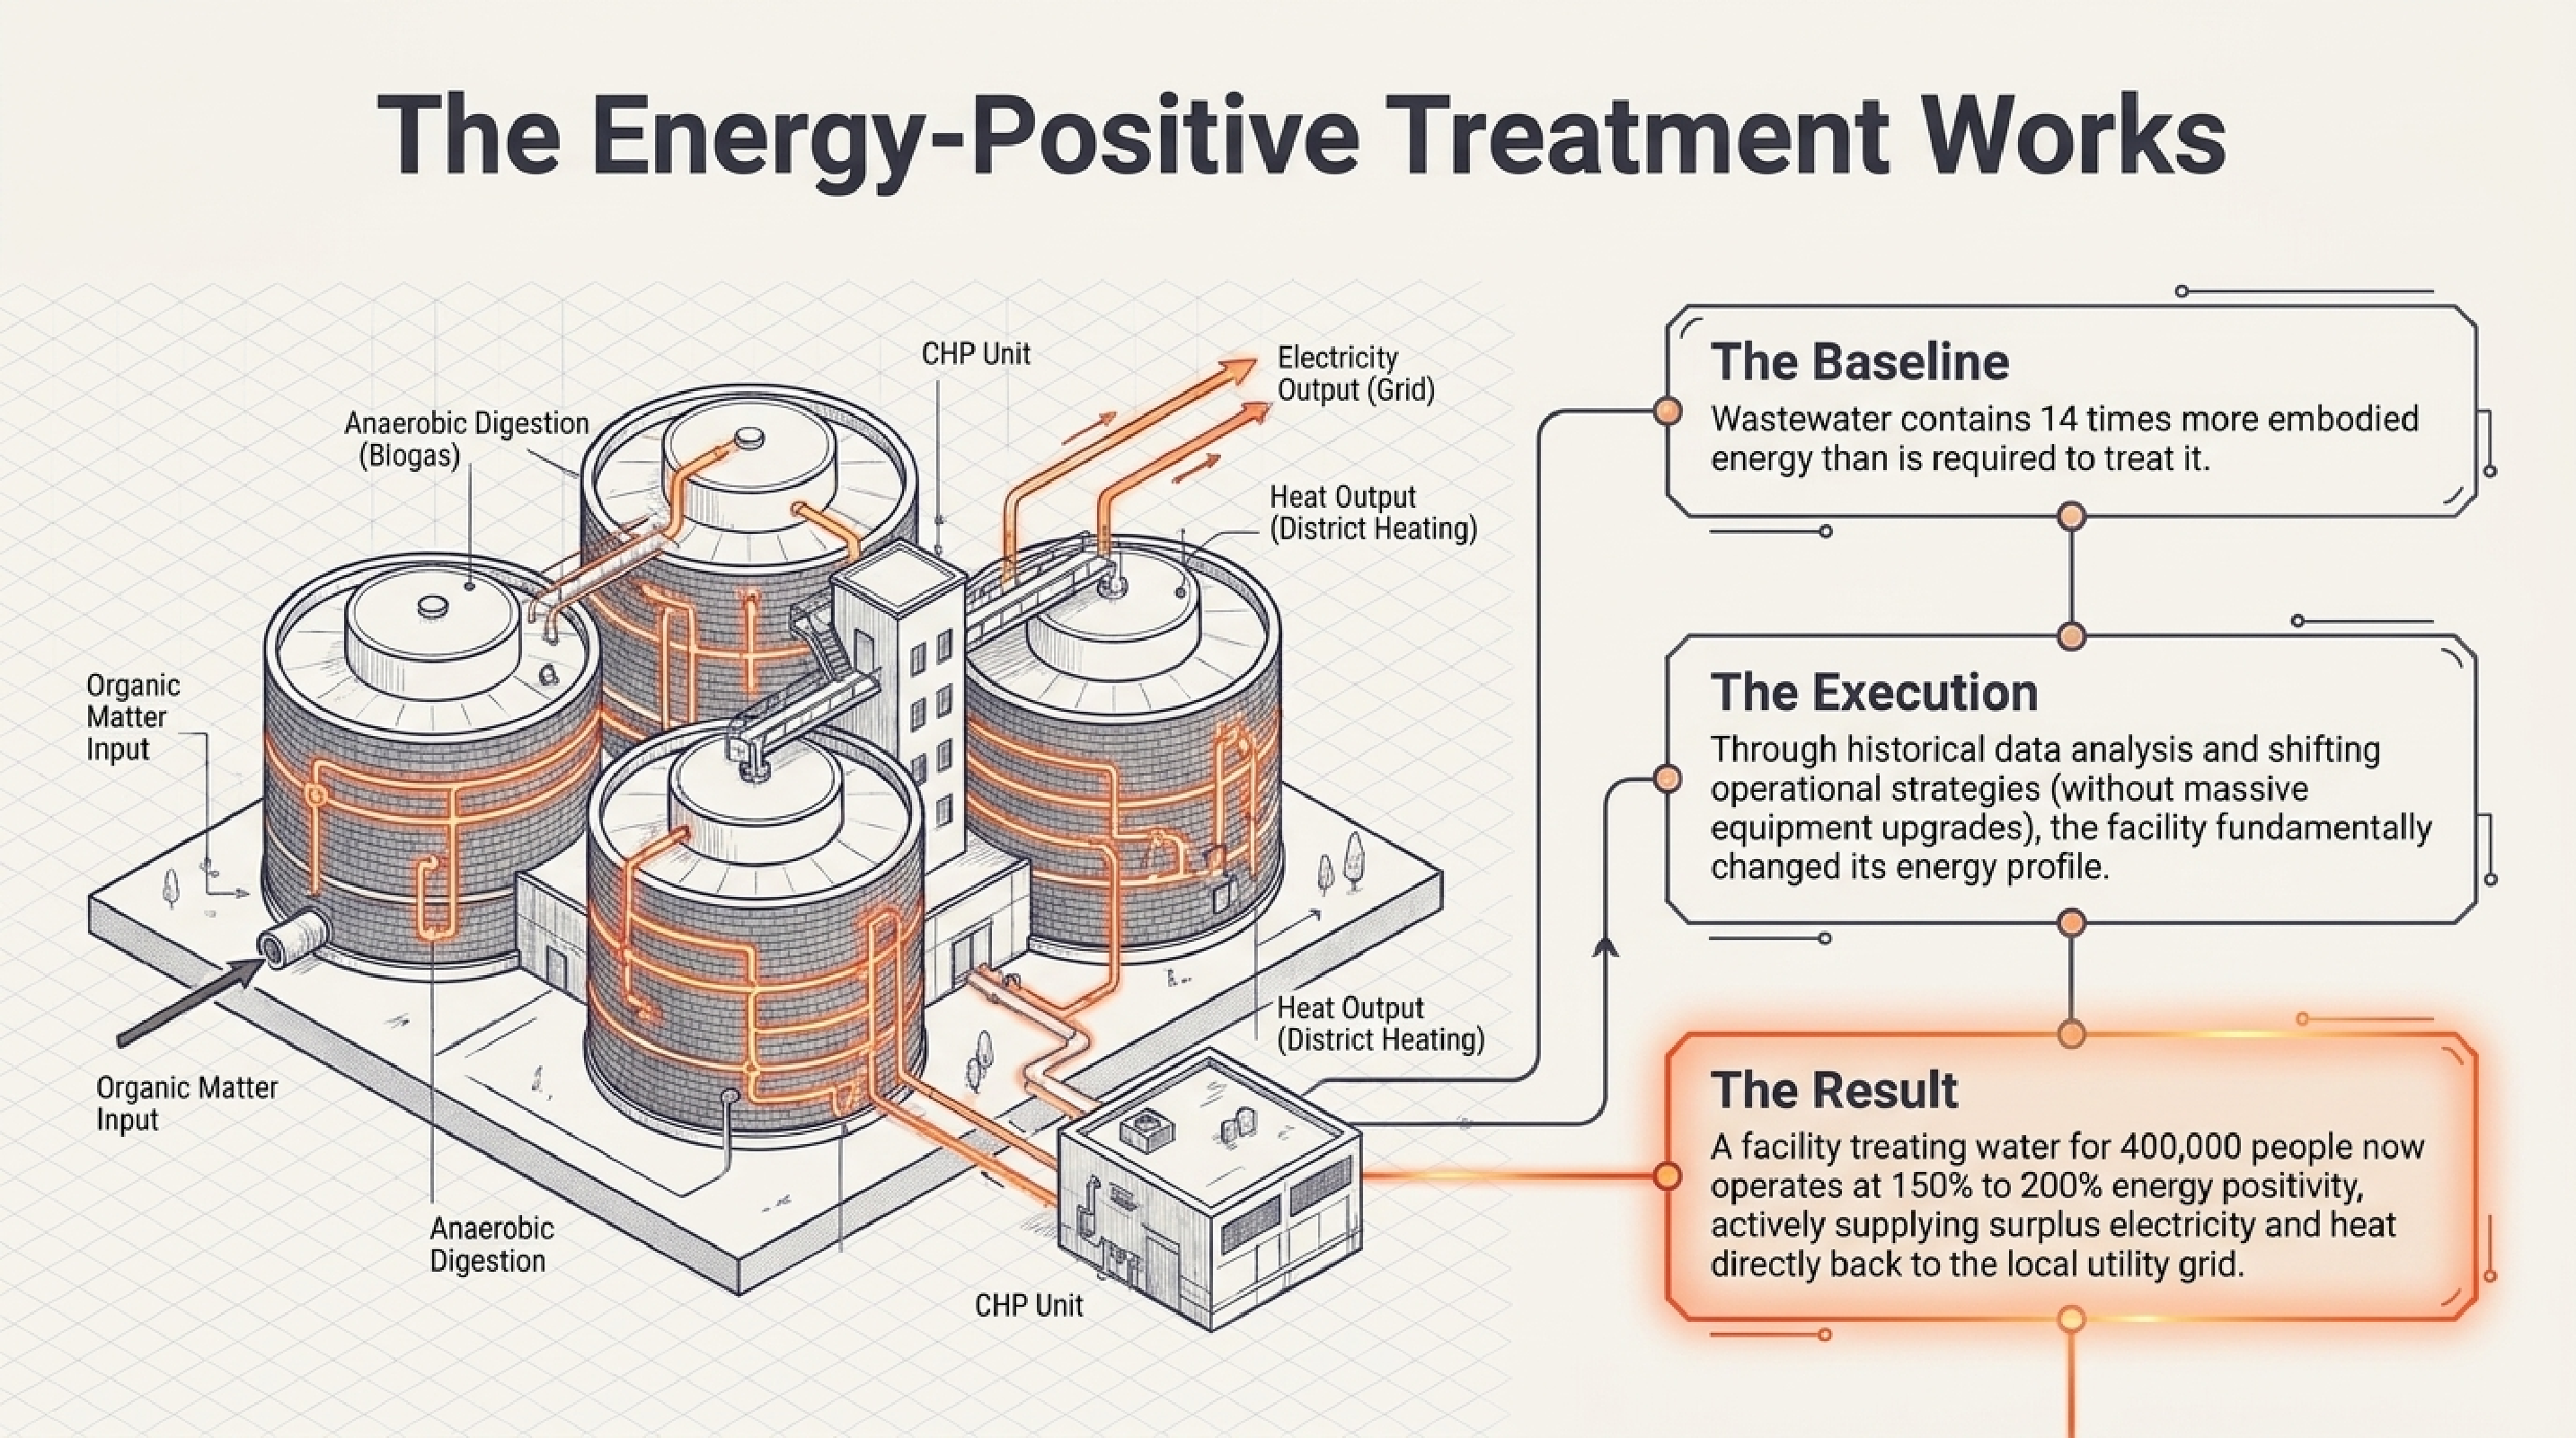 The Energy-Positive Treatment Works
CHP Unit
Electricity
Output (Grid)
Anaerobic Digestion
(Biogas)
Heat Output
(District Heating)
Organic
Matter
Input
Heat Output
(District Heating)
Organic Matter
Input
Anaerobic
Digestion
CHP Unit
The Baseline
Wastewater contains 14 times more embodied
energy than is required to treat it.
The Execution
Through historical data analysis and shifting
operational strategies (without massive
equipment upgrades), the facility fundamentally
changed its energy profile.
The Result
A facility treating water for 400,000 people now
operates at 150% to 200% energy positivity,
actively supplying surplus electricity and heat
directly back to the local utility grid.